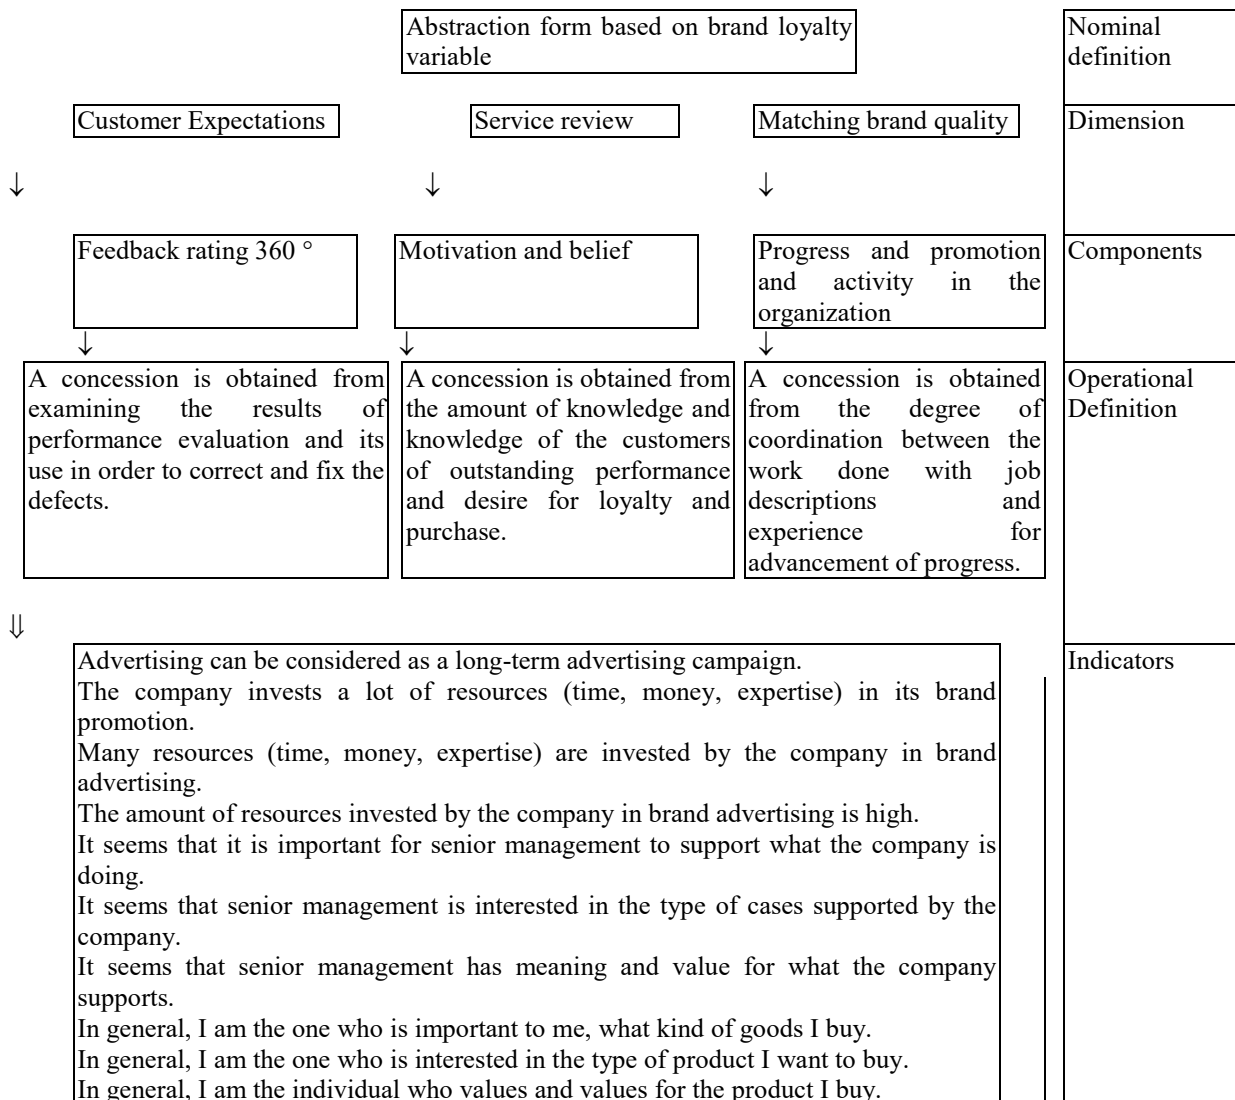 Abstraction form based on brand loyalty
variable
Nominal
definition
Customer Expectations
Service review
Matching brand quality
Dimension
↓ ↓ ↓
Feedback rating 360 °
Motivation and belief
Progress and promotion
and activity in the
organization
Components
↓ ↓ ↓
A concession is obtained from
examining the results of
performance evaluation and its
use in order to correct and fix the
defects.
A concession is obtained from
the amount of knowledge and
knowledge of the customers
of outstanding performance
and desire for loyalty and
purchase.
A concession is obtained
from the degree of
coordination between the
work done with job
descriptions and
experience for
advancement of progress.
Operational
Definition
⇓
Advertising can be considered as a long-term advertising campaign.
The company invests a lot of resources (time, money, expertise) in its brand
promotion.
Many resources (time, money, expertise) are invested by the company in brand
advertising.
The amount of resources invested by the company in brand advertising is high.
It seems that it is important for senior management to support what the company is
doing.
It seems that senior management is interested in the type of cases supported by the
company.
It seems that senior management has meaning and value for what the company
supports.
In general, I am the one who is important to me, what kind of goods I buy.
In general, I am the one who is interested in the type of product I want to buy.
In general, I am the individual who values and values for the product I buy.
Indicators